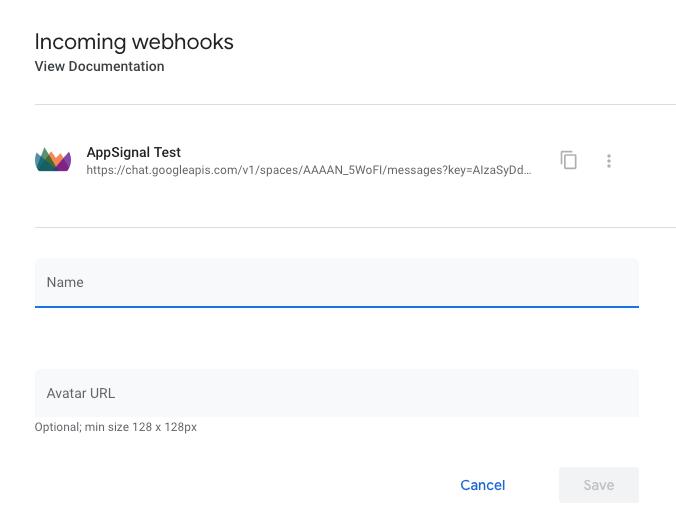 Incoming webhooks
View Documentation
AppSignal Test
https://chat.googleapis.com/v1/spaces/AAAAN_5WoFI/messages?key=AIzaSyDd...
Name
Avatar URL
Optional; min size 128 x 128px
Cancel
Save